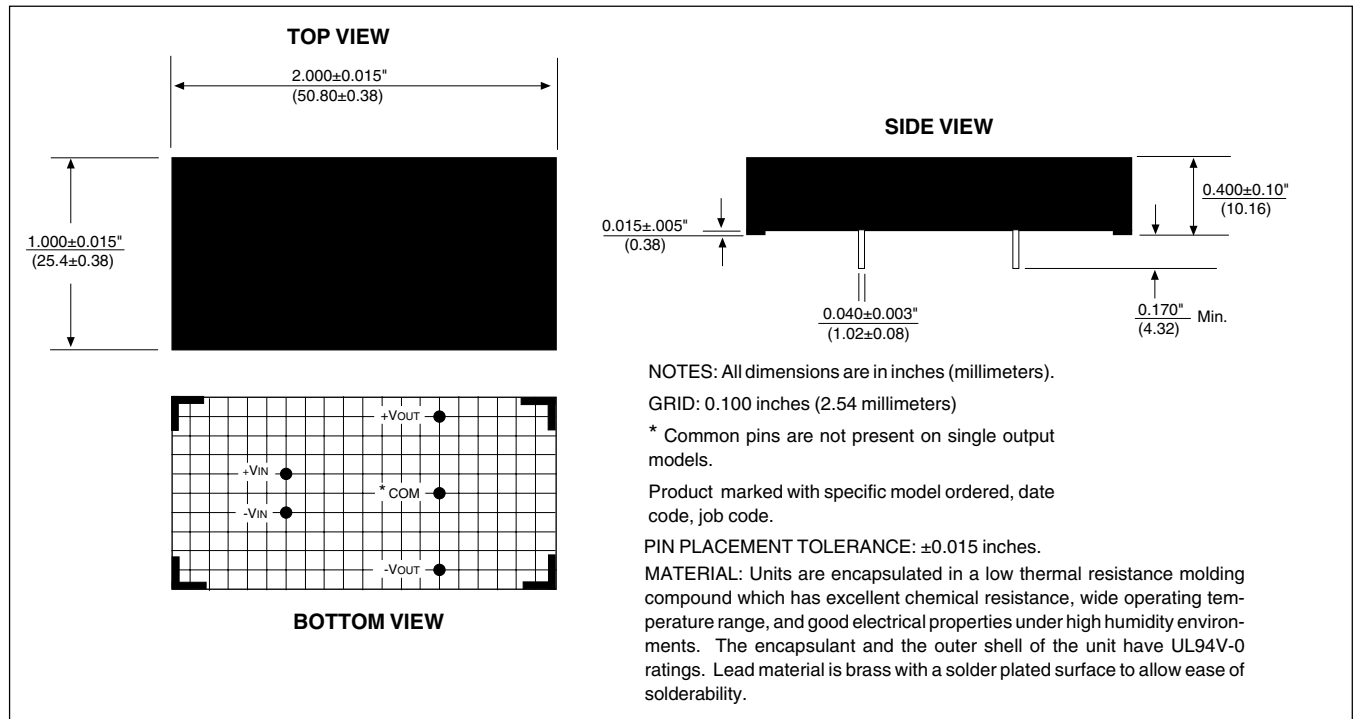 TOP VIEW
2.000±0.015"
(50.80±0.38)
1.000±0.015"
(25.4±0.38)
SIDE VIEW
0.400±0.10"
(10.16)
0.015±.005"
(0.38)
0.040±0.003"
(1.02±0.08)
0.170" Min.
(4.32)
+VOUT
+VIN
* COM
-VIN
-VOUT
BOTTOM VIEW
NOTES: All dimensions are in inches (millimeters).
GRID: 0.100 inches (2.54 millimeters)
* Common pins are not present on single output
models.
Product marked with specific model ordered, date
code, job code.
PIN PLACEMENT TOLERANCE: ±0.015 inches.
MATERIAL: Units are encapsulated in a low thermal resistance molding
compound which has excellent chemical resistance, wide operating tem-
perature range, and good electrical properties under high humidity environ-
ments. The encapsulant and the outer shell of the unit have UL94V-0
ratings. Lead material is brass with a solder plated surface to allow ease of
solderability.